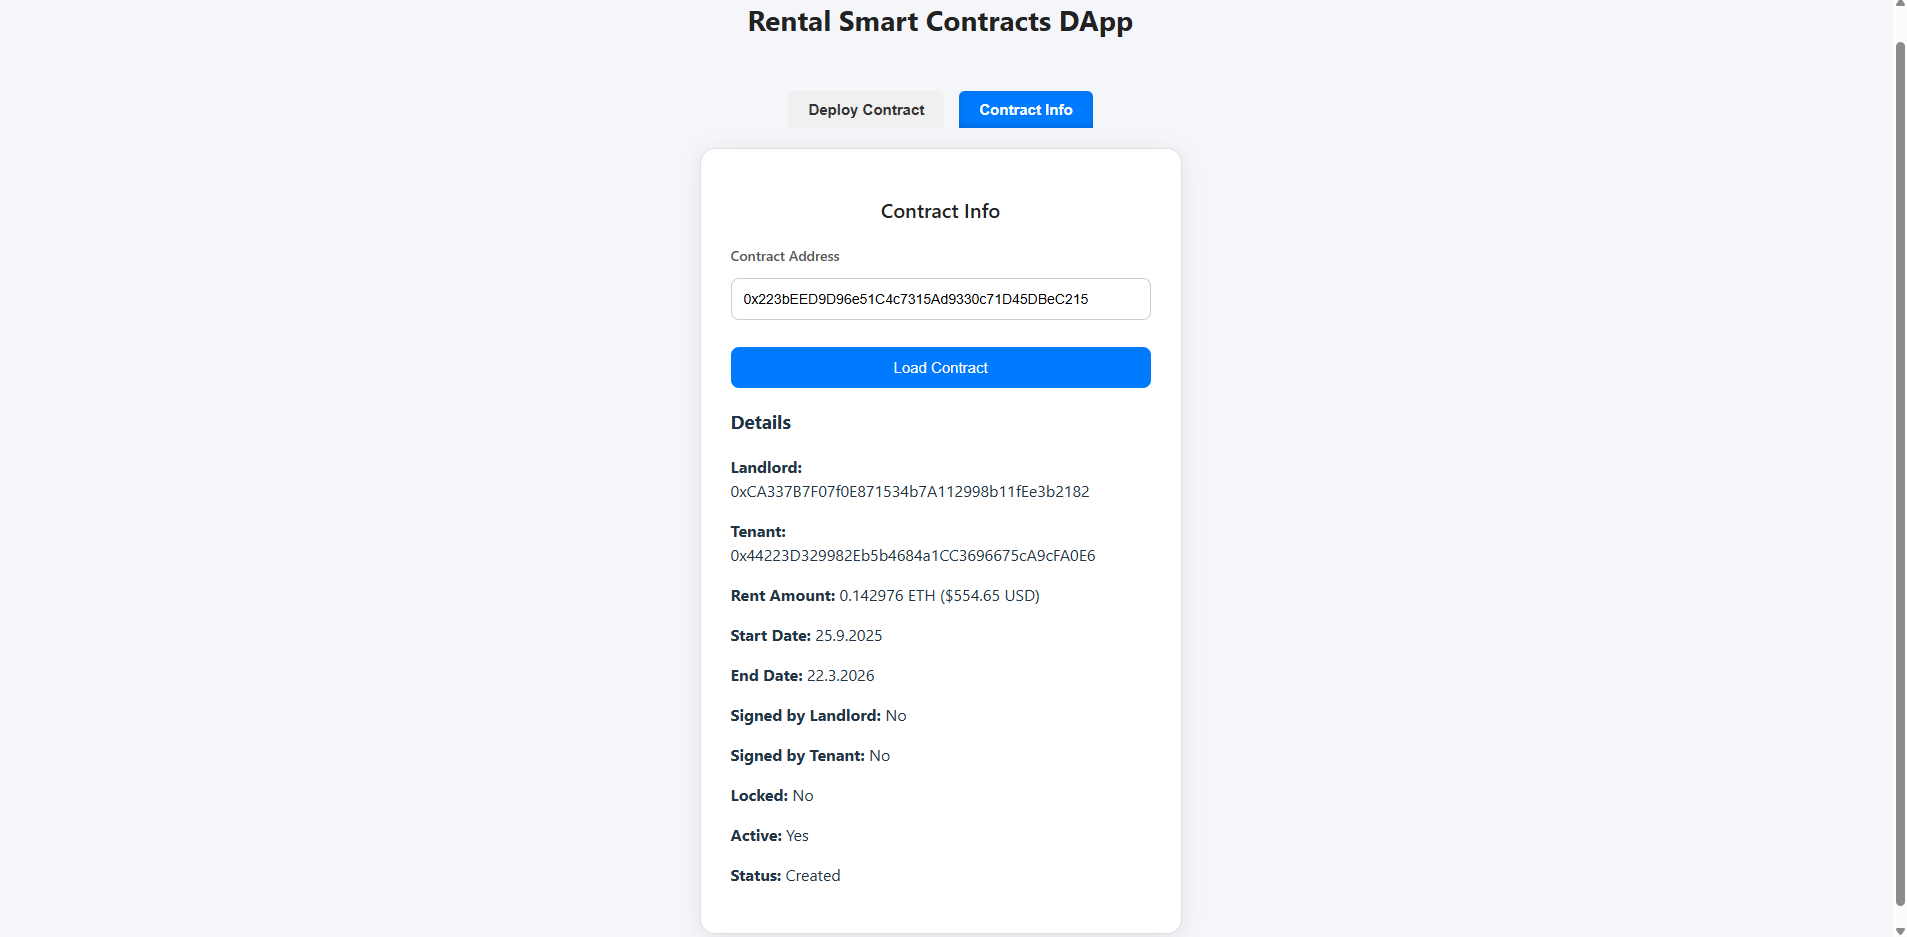 Rental Smart Contracts DApp
Deploy Contract
Contract Info
Contract Info
Contract Address
0x223bEED9D96e51C4c7315Ad9330c71D45DBeC215
Load Contract
Details
Landlord:
0xCA337B7F07f0E871534b7A112998b11fEe3b2182
Tenant:
0x44223D329982Eb5b4684a1CC3696675cA9cFA0E6
Rent Amount: 0.142976 ETH ($554.65 USD)
Start Date: 25.9.2025
End Date: 22.3.2026
Signed by Landlord: No
Signed by Tenant: No
Locked: No
Active: Yes
Status: Created